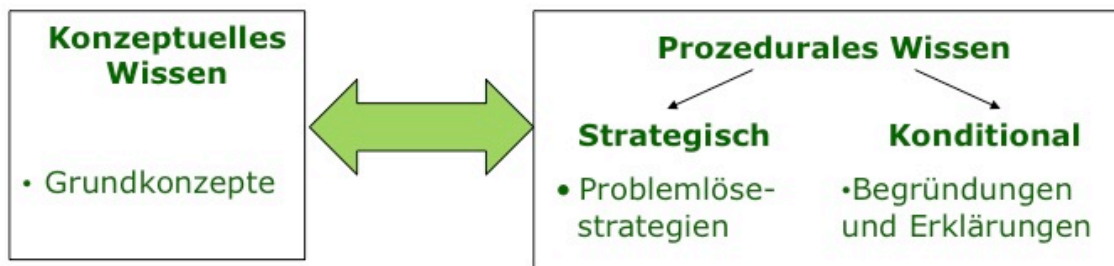 Konzeptuelles
Wissen
• Grundkonzepte
Prozedurales Wissen
Strategisch
• Problemlöse-
strategien
Konditional
•Begründungen
und Erklärungen